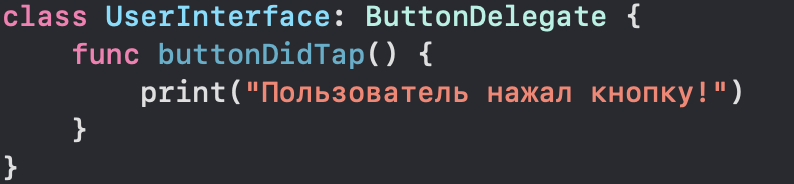 class UserInterface: ButtonDelegate {
    func buttonDidTap() {
        print("Пользователь нажал кнопку!")
    }
}